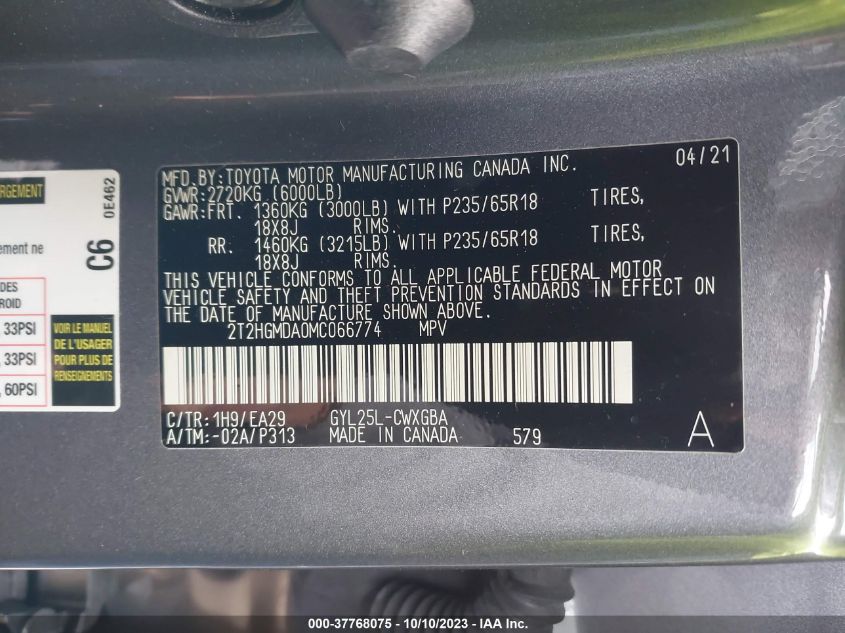 RGEMENT
ement ne
C6
0E462
DES
ROID
, 33PSI
, 33PSI
, 60PSI
VOIR LE MANUEL
DE L'USAGER
POUR PLUS DE
RENSEIGNEMENTS
MFD. BY: TOYOTA MOTOR MANUFACTURING CANADA INC. 04/21
GVWR: 2720KG (6000LB)
GAWR: FRT. 1360KG (3000LB) WITH P235/65R18 TIRES,
18X8J RIMS.
RR. 1460KG (3215LB) WITH P235/65R18 TIRES,
18X8J RIMS.
THIS VEHICLE CONFORMS TO ALL APPLICABLE FEDERAL MOTOR
VEHICLE SAFETY AND THEFT PREVENTION STANDARDS IN EFFECT ON
THE DATE OF MANUFACTURE SHOWN ABOVE.
2T2HGMDA0MC066774 MPV
C/TR: 1H9/EA29 GYL25L-CWXGBA
A/TM: -02A/P313 MADE IN CANADA 579 A
000-37768075 - 10/10/2023 - IAA Inc.